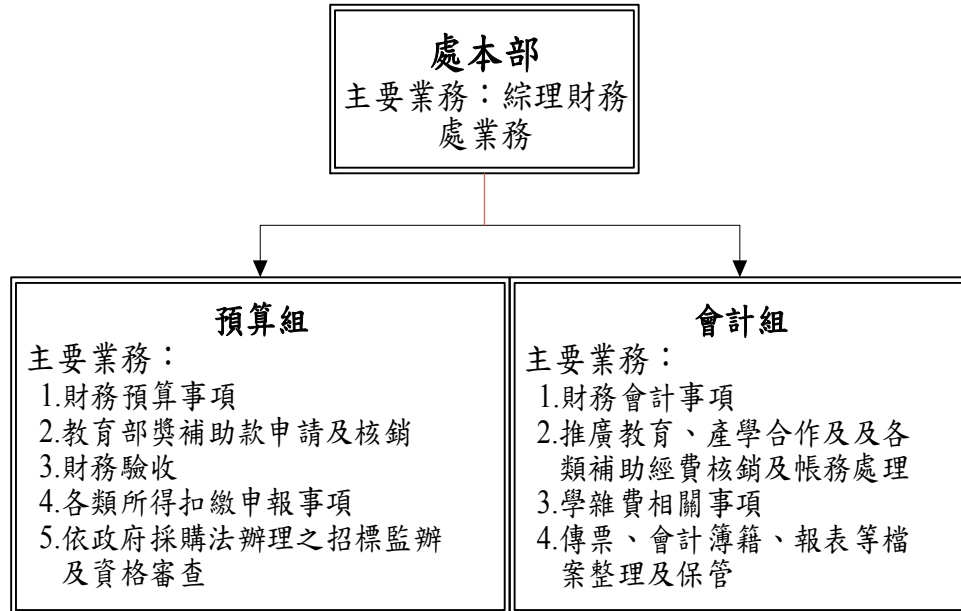 處本部
主要業務：綜理財務
處業務
預算組
主要業務：
1.財務預算事項
2.教育部獎補助款申請及核銷
3.財務驗收
4.各類所得扣繳申報事項
5.依政府採購法辦理之招標監辦
及資格審查
會計組
主要業務：
1.財務會計事項
2.推廣教育、產學合作及及各
類補助經費核銷及帳務處理
3.學雜費相關事項
4.傳票、會計簿籍、報表等檔
案整理及保管